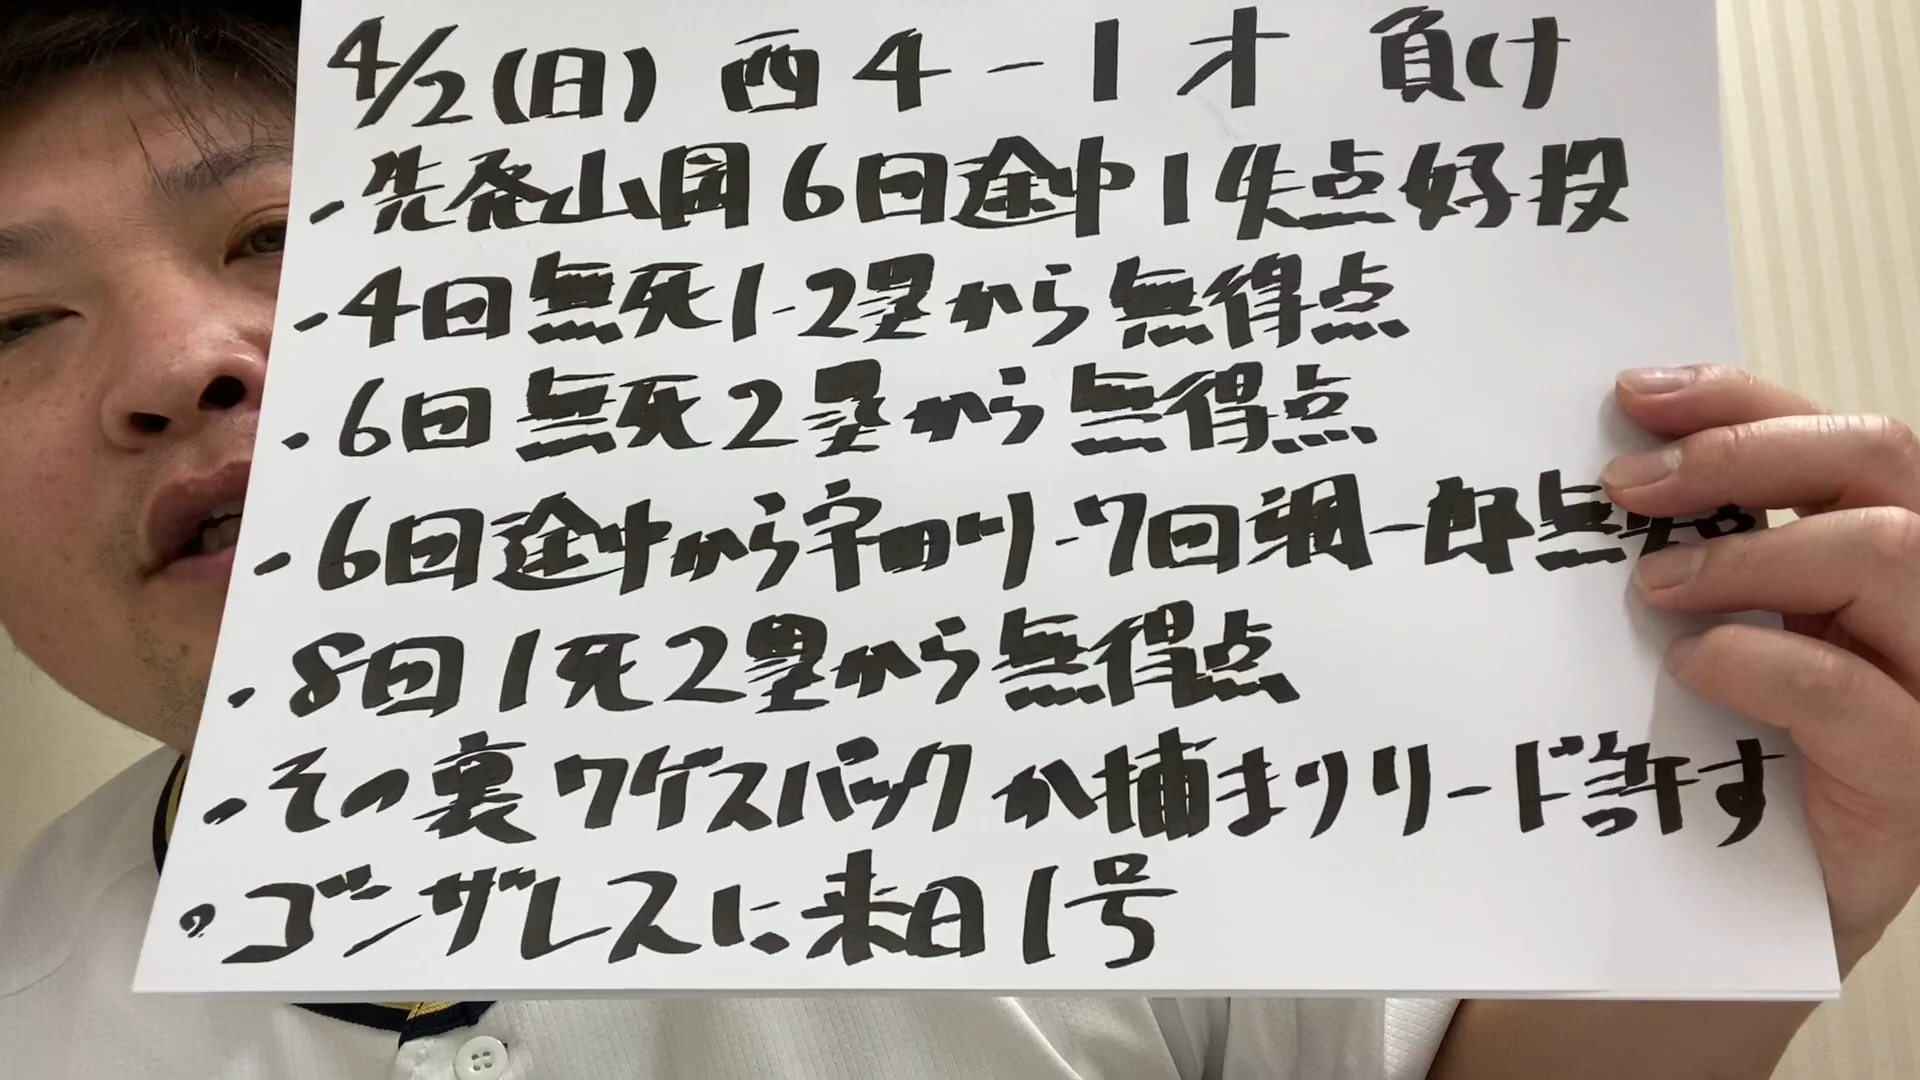 4/2(日) 西 4-1 オ 負け
・先発山岡 6回途中1失点好投
・4回無死1-2塁から無得点
・6回無死2塁から無得点
・6回途中から宇田川-7回颯一郎無失点
・8回1死2塁から無得点
・その裏ワゲスパックが捕まりリード許す
・ゴンザレスに来日1号